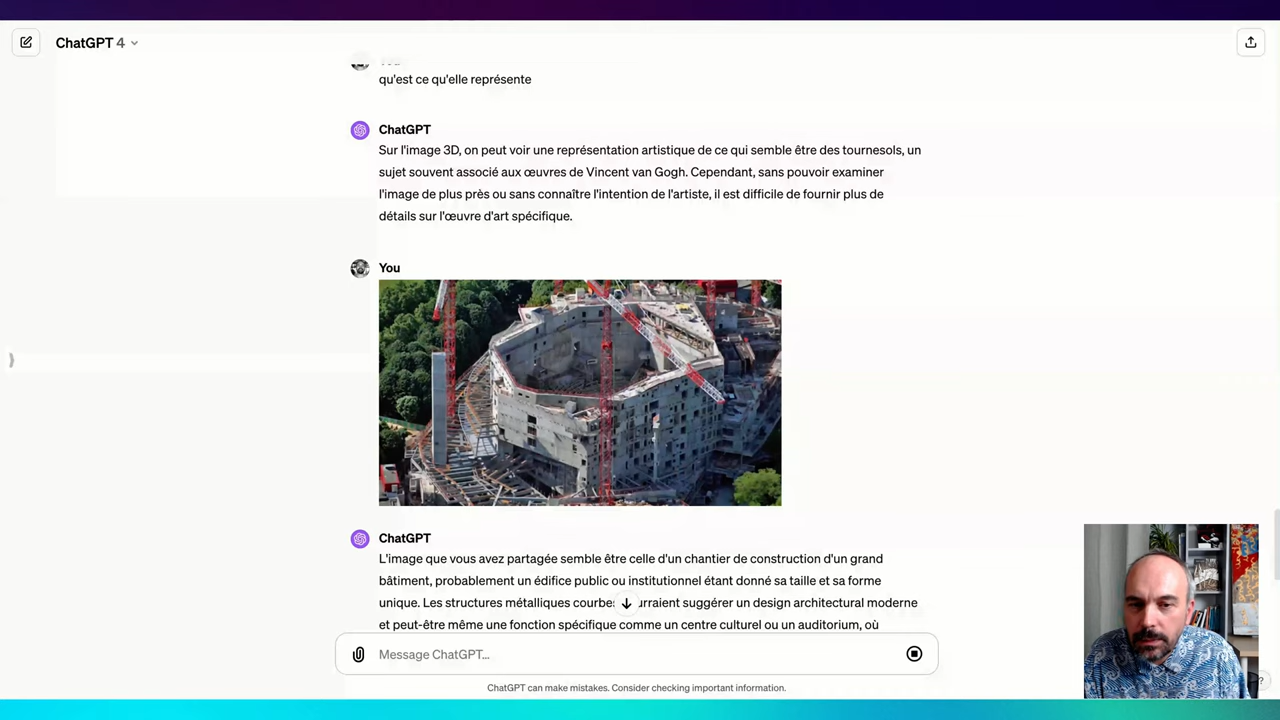 ChatGPT 4
qu'est ce qu'elle représente
ChatGPT
Sur l'image 3D, on peut voir une représentation artistique de ce qui semble être des tournesols, un
sujet souvent associé aux œuvres de Vincent van Gogh. Cependant, sans pouvoir examiner
l'image de plus près ou sans connaître l'intention de l'artiste, il est difficile de fournir plus de
détails sur l'œuvre d'art spécifique.
You
ChatGPT
L'image que vous avez partagée semble être celle d'un chantier de construction d'un grand
bâtiment, probablement un édifice public ou institutionnel étant donné sa taille et sa forme
unique. Les structures métalliques suggérer un design architectural moderne
et peut-être même une fonction spécifique comme un centre culturel ou un auditorium, où
Message ChatGPT...
ChatGPT can make mistakes. Consider checking important information.
?